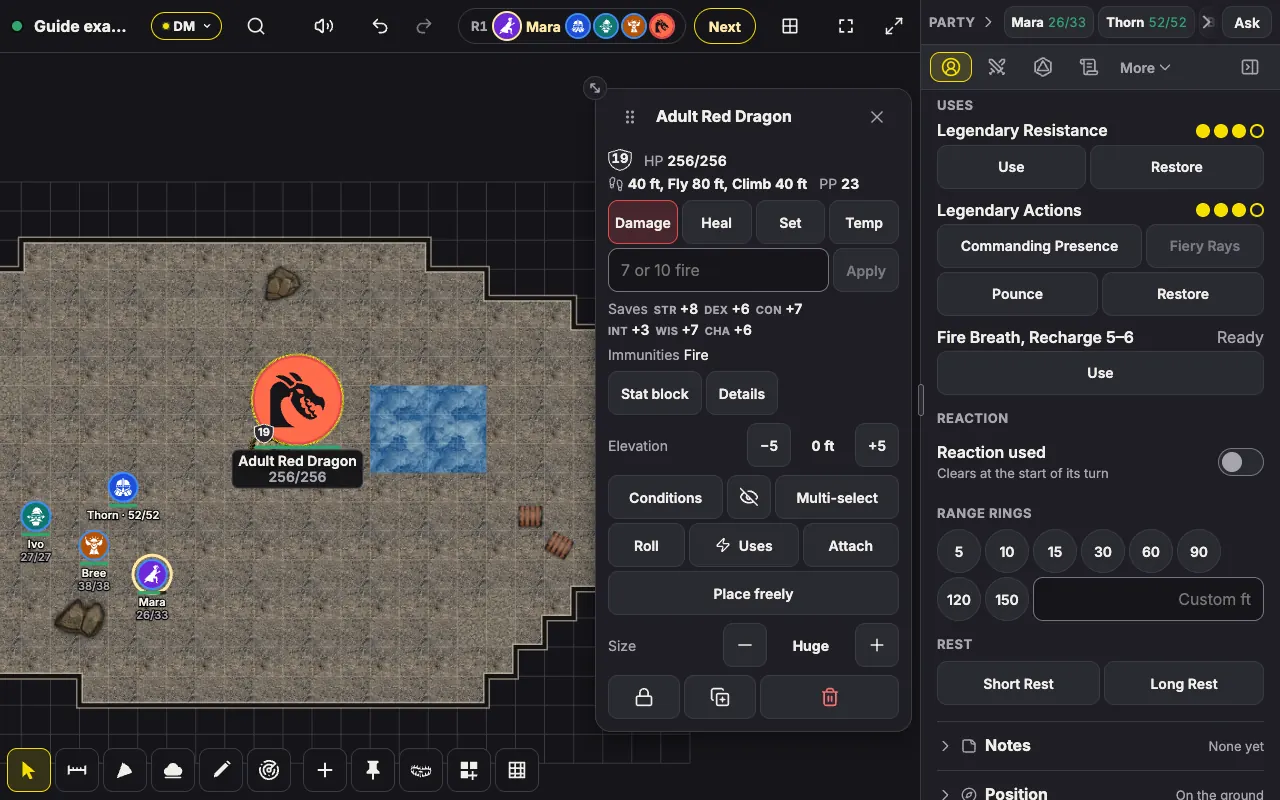 Guide exa...
DM
R1
Mara
Next
PARTY
Mara 26/33
Thorn 52/52
Ask
More
Adult Red Dragon
19 HP 256/256
40 ft, Fly 80 ft, Climb 40 ft PP 23
Damage
Heal
Set
Temp
7 or 10 fire
Apply
Saves STR +8 DEX +6 CON +7
INT +3 WIS +7 CHA +6
Immunities Fire
Stat block
Details
Elevation
−5
0 ft
+5
Conditions
Multi-select
Roll
Uses
Attach
Place freely
Size
Huge
19
Adult Red Dragon
256/256
Thorn · 52/52
Ivo
27/27
Bree
38/38
Mara
26/33
USES
Legendary Resistance
Use
Restore
Legendary Actions
Commanding Presence
Fiery Rays
Pounce
Restore
Fire Breath, Recharge 5–6
Ready
Use
REACTION
Reaction used
Clears at the start of its turn
RANGE RINGS
5
10
15
30
60
90
120
150
Custom ft
REST
Short Rest
Long Rest
Notes
None yet
Position
On the ground